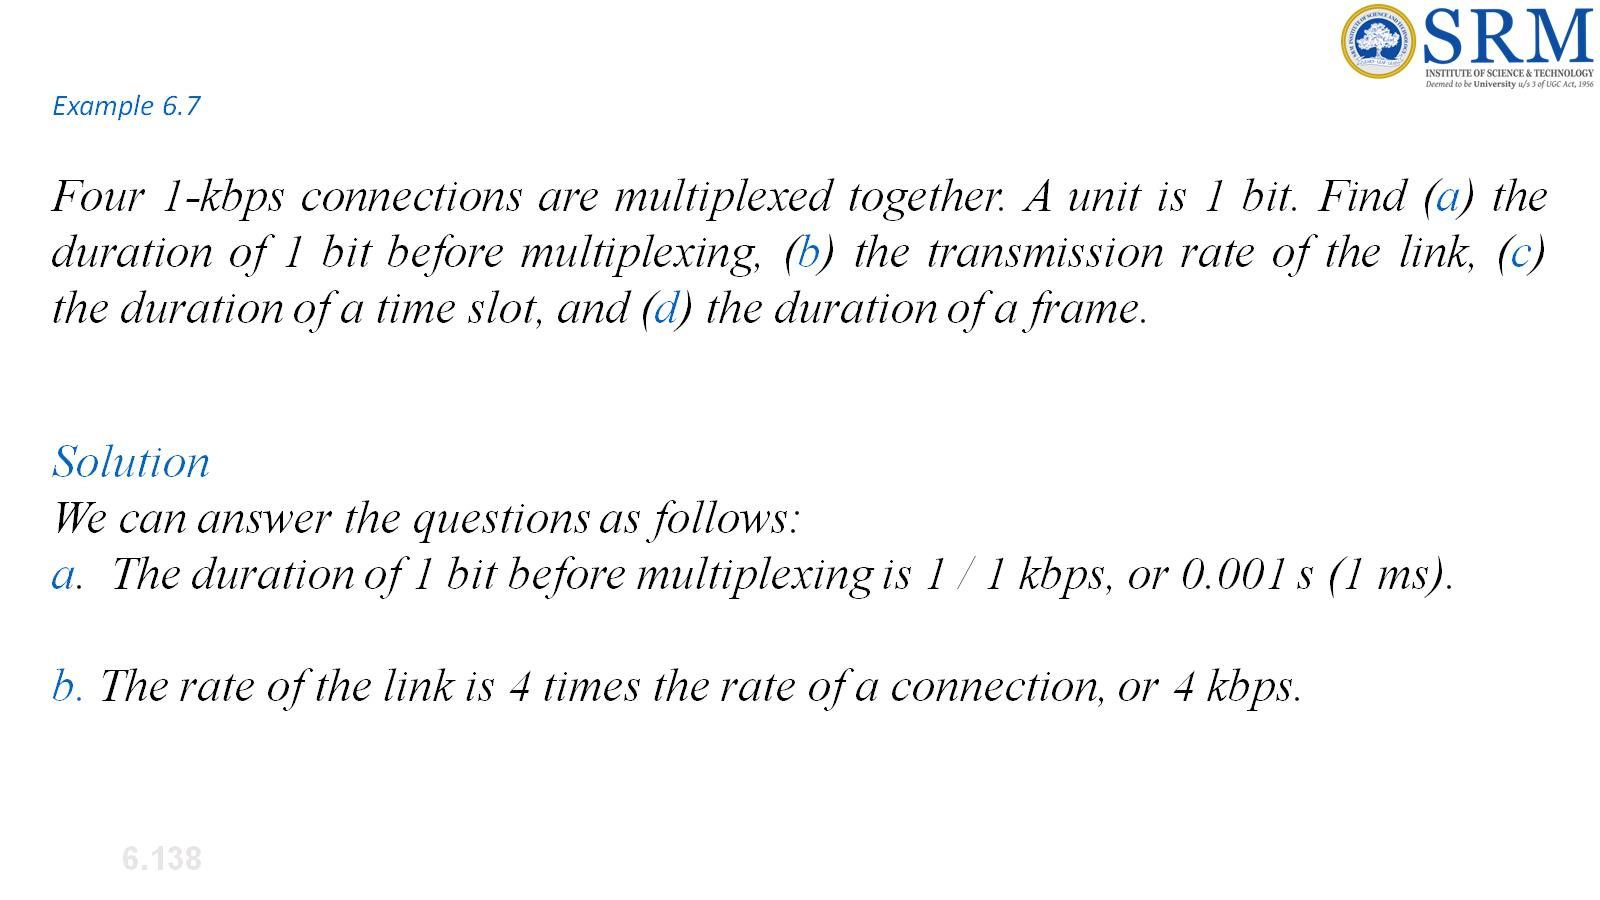 SRM
INSTITUTE OF SCIENCE & TECHNOLOGY
Deemed to be University u/s 3 of UGC Act, 1956
Example 6.7
Four 1-kbps connections are multiplexed together. A unit is 1 bit. Find (a) the
duration of 1 bit before multiplexing, (b) the transmission rate of the link, (c)
the duration of a time slot, and (d) the duration of a frame.
Solution
We can answer the questions as follows:
a. The duration of 1 bit before multiplexing is 1 / 1 kbps, or 0.001 s (1 ms).
b. The rate of the link is 4 times the rate of a connection, or 4 kbps.
6.138